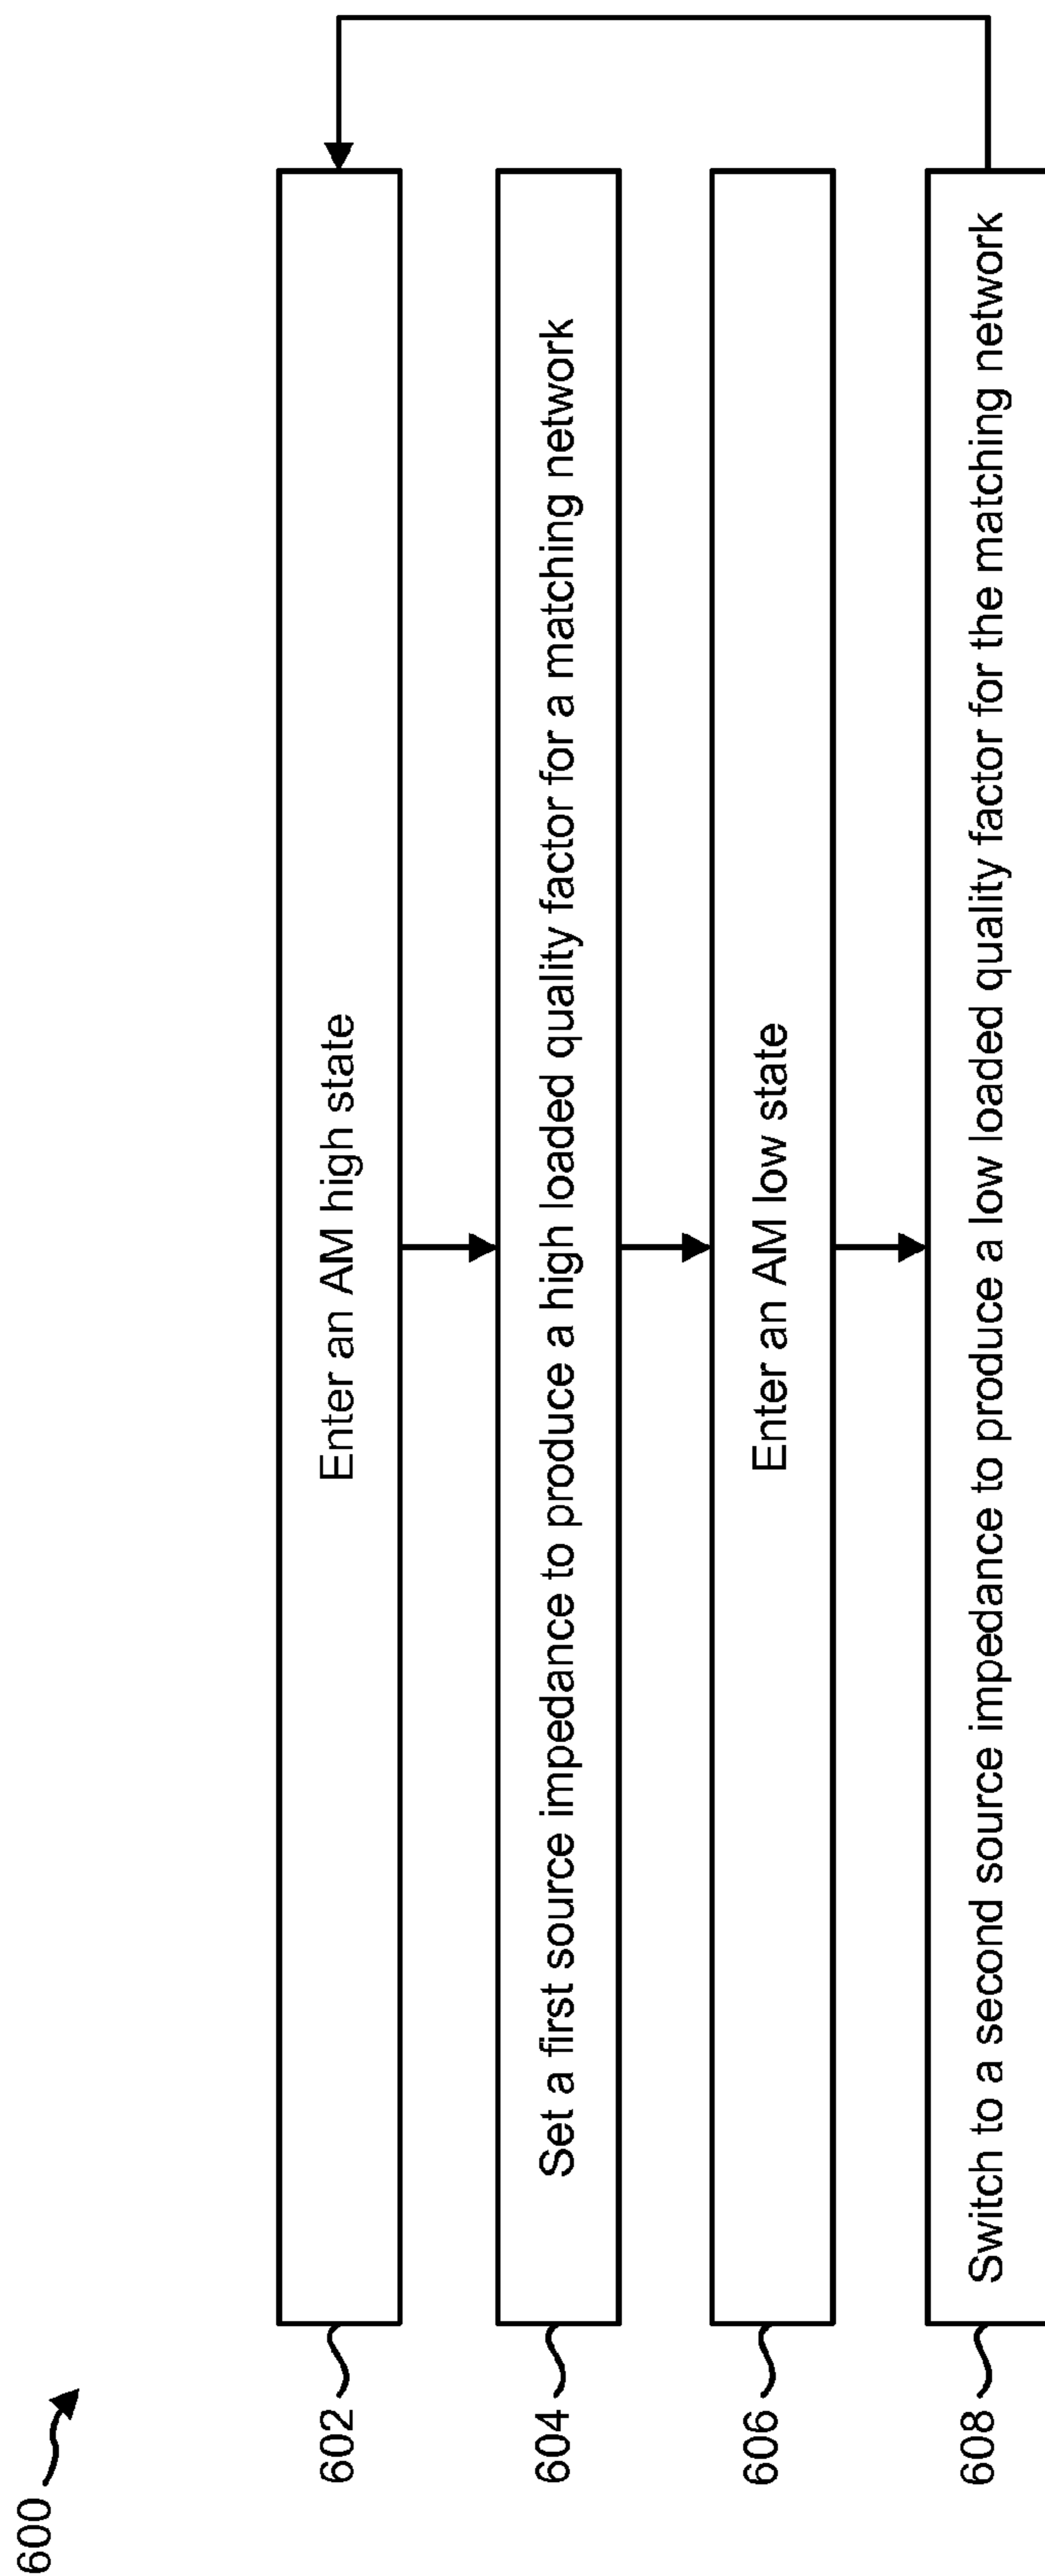 600
602
Enter an AM high state
604
Set a first source impedance to produce a high loaded quality factor for a matching network
606
Enter an AM low state
608
Switch to a second source impedance to produce a low loaded quality factor for the matching network